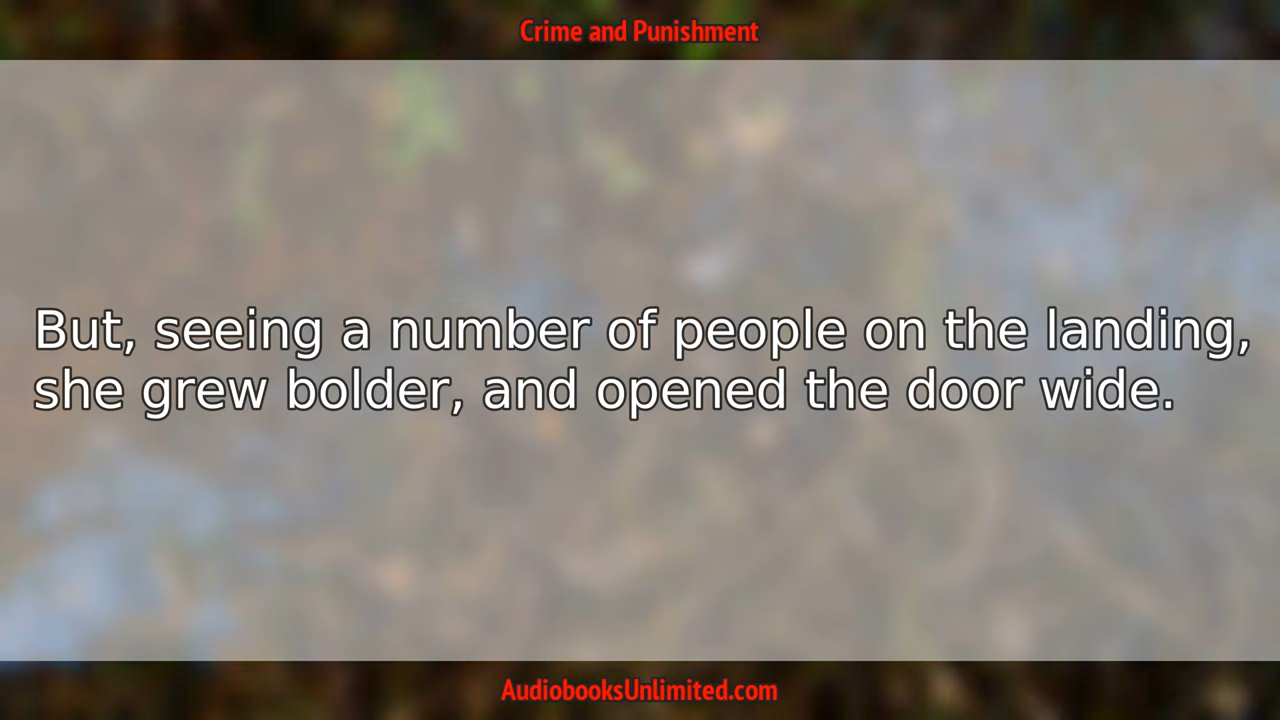 Crime and Punishment
But, seeing a number of people on the landing,
she grew bolder, and opened the door wide.
AudiobooksUnlimited.com